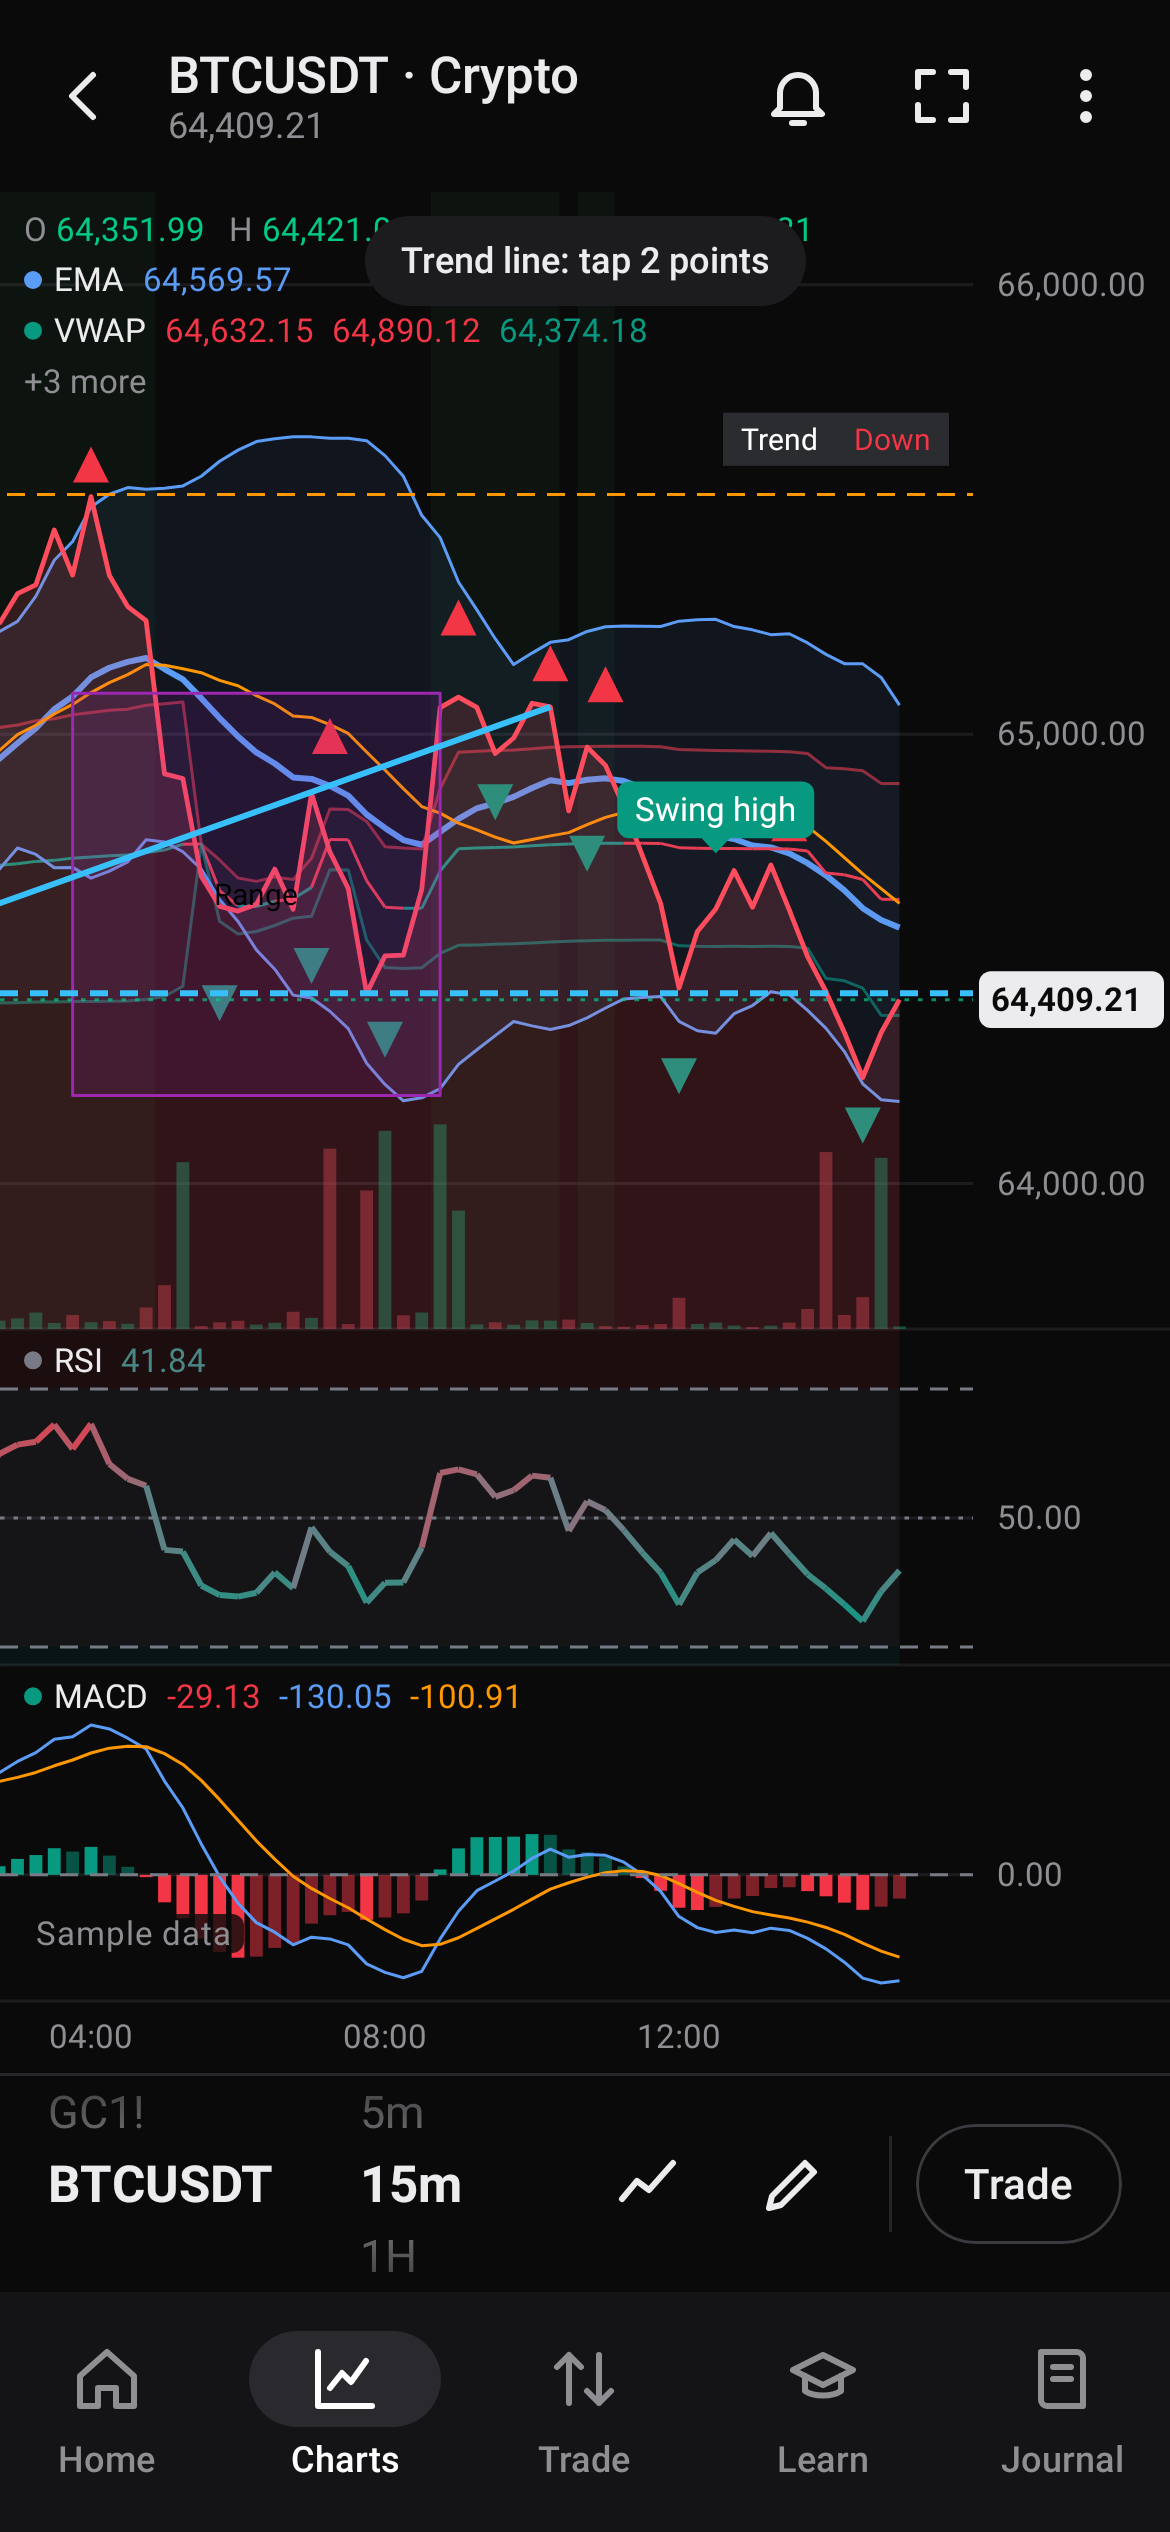 BTCUSDT · Crypto
64,409.21
O 64,351.99 H 64,421.
Trend line: tap 2 points
EMA 64,569.57
66,000.00
VWAP 64,632.15 64,890.12 64,374.18
+3 more
Trend Down
65,000.00
Swing high
Range
64,409.21
64,000.00
RSI 41.84
50.00
MACD -29.13 -130.05 -100.91
0.00
Sample data
04:00 08:00 12:00
GC1! 5m
BTCUSDT 15m Trade
1H
Home Charts Trade Learn Journal